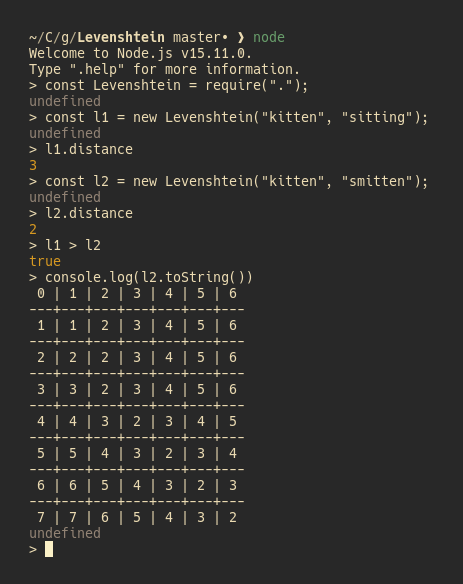 ~/C/g/Levenshtein master• ❯ node
Welcome to Node.js v15.11.0.
Type ".help" for more information.
> const Levenshtein = require(".");
undefined
> const l1 = new Levenshtein("kitten", "sitting");
undefined
> l1.distance
3
> const l2 = new Levenshtein("kitten", "smitten");
undefined
> l2.distance
2
> l1 > l2
true
> console.log(l2.toString())
 0 | 1 | 2 | 3 | 4 | 5 | 6
---+---+---+---+---+---+---
 1 | 1 | 2 | 3 | 4 | 5 | 6
---+---+---+---+---+---+---
 2 | 2 | 2 | 3 | 4 | 5 | 6
---+---+---+---+---+---+---
 3 | 3 | 2 | 3 | 4 | 5 | 6
---+---+---+---+---+---+---
 4 | 4 | 3 | 2 | 3 | 4 | 5
---+---+---+---+---+---+---
 5 | 5 | 4 | 3 | 2 | 3 | 4
---+---+---+---+---+---+---
 6 | 6 | 5 | 4 | 3 | 2 | 3
---+---+---+---+---+---+---
 7 | 7 | 6 | 5 | 4 | 3 | 2
undefined
>